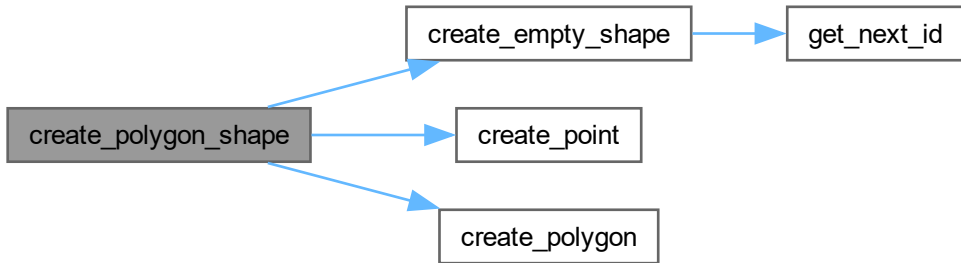 create_empty_shape
get_next_id
create_polygon_shape
create_point
create_polygon